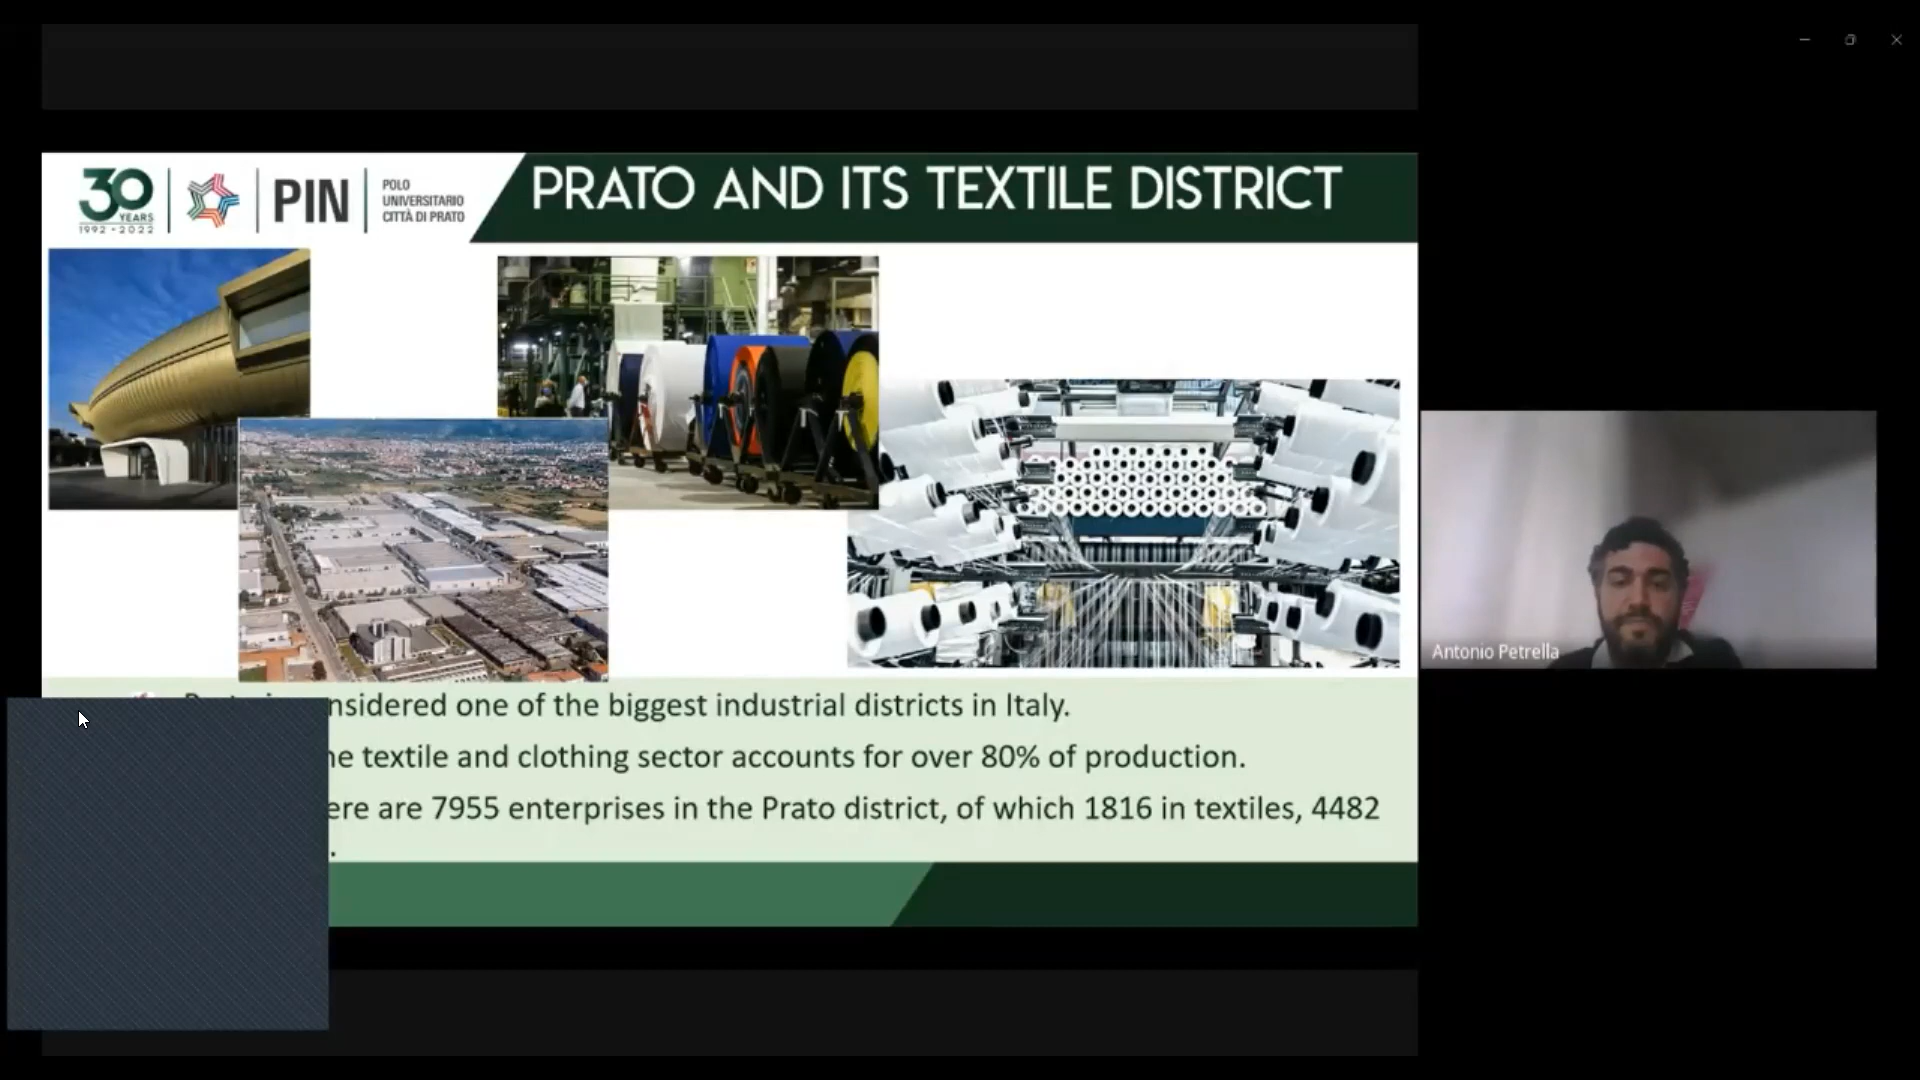 30
YEARS
1992 - 2022
PIN
POLO
UNIVERSITARIO
CITTÀ DI PRATO
PRATO AND ITS TEXTILE DISTRICT
nsidered one of the biggest industrial districts in Italy.
textile and clothing sector accounts for over 80% of production.
ere are 7955 enterprises in the Prato district, of which 1816 in textiles, 4482
.
Antonio Petrella